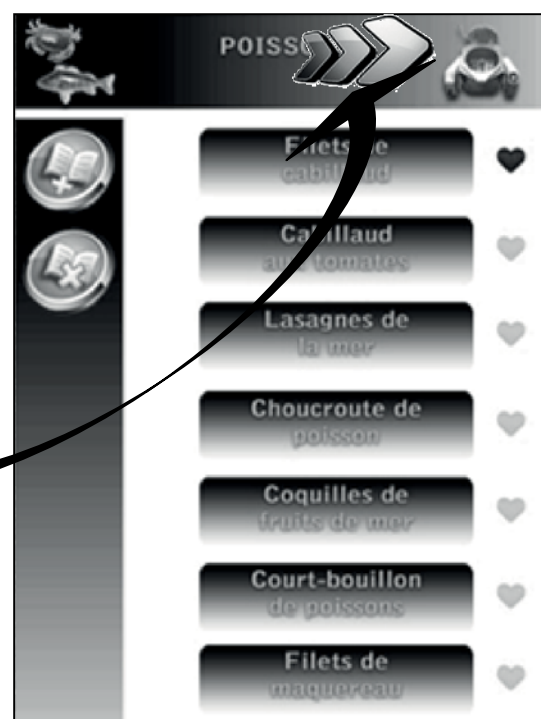 POISS
Filets de
cabillaud
Cabillaud
aux tomates
Lasagnes de
la mer
Choucroute de
poisson
Coquilles de
fruits de mer
Court-bouillon
de poissons
Filets de
maquereau